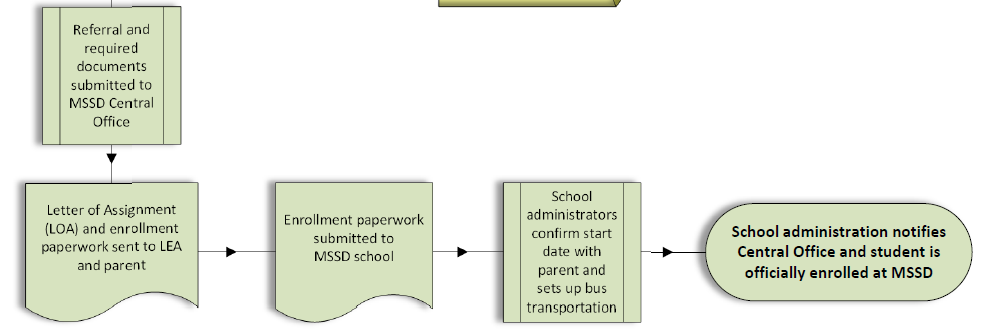 Referral and
required
documents
submitted to
MSSD Central
Office
Letter of Assignment
(LOA) and enrollment
paperwork sent to LEA
and parent
Enrollment paperwork
submitted to
MSSD school
School
administrators
confirm start
date with
parent and
sets up bus
transportation
School administration notifies
Central Office and student is
officially enrolled at MSSD